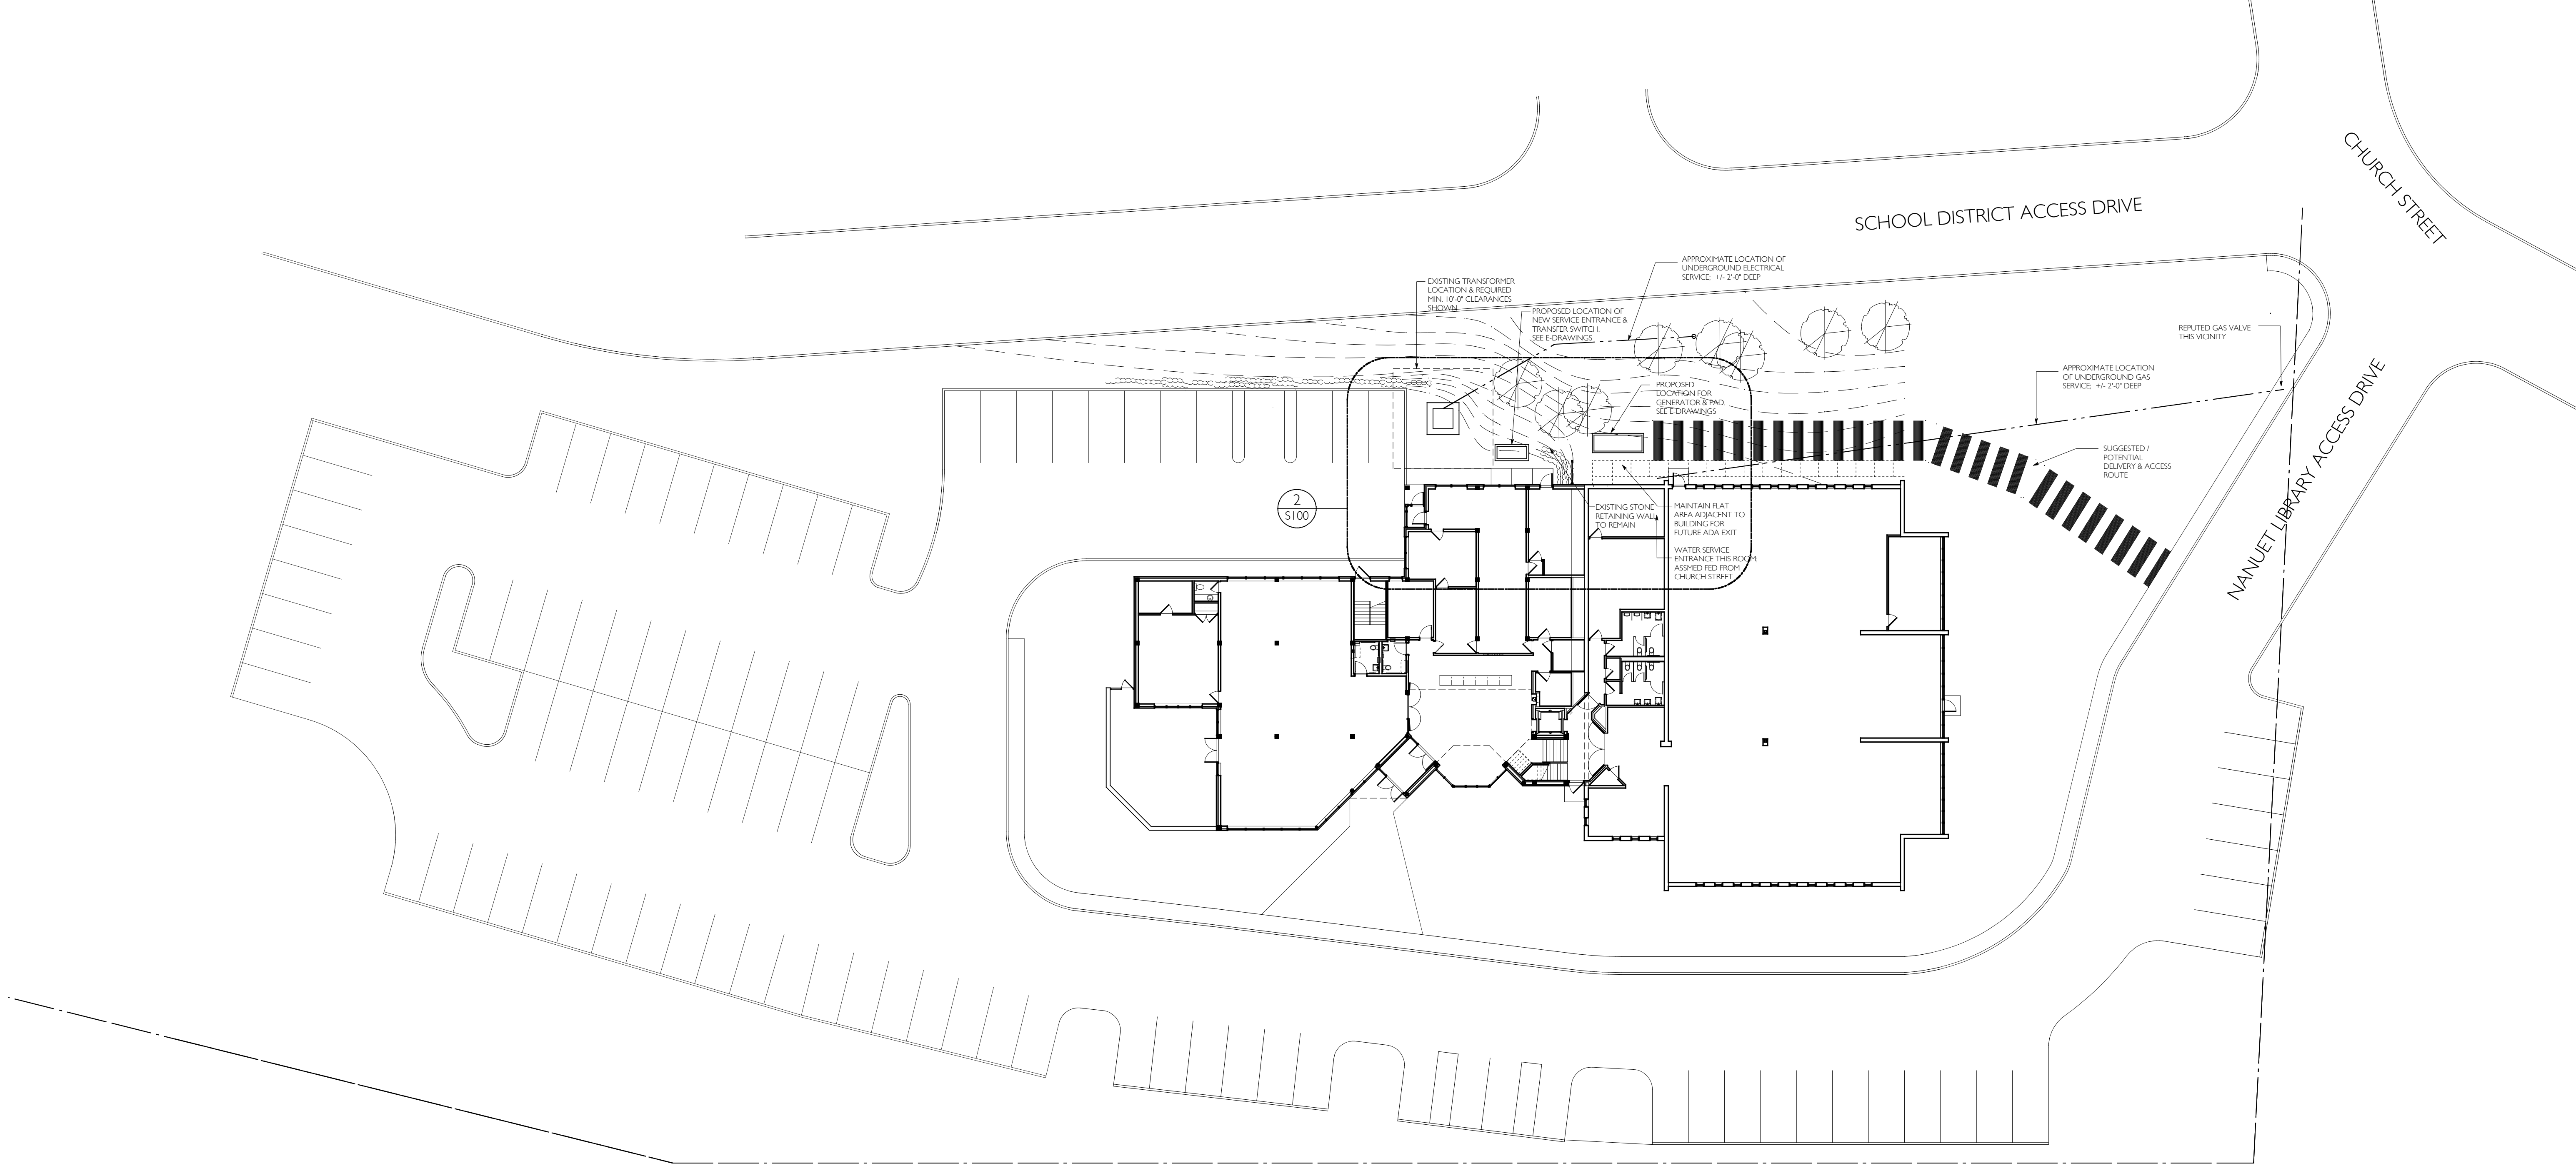 CHURCH STREET
SCHOOL DISTRICT ACCESS DRIVE
APPROXIMATE LOCATION OF
UNDERGROUND ELECTRICAL
SERVICE; +/- 2'-0" DEEP
EXISTING TRANSFORMER
LOCATION & REQUIRED
MIN. 10'-0" CLEARANCES
SHOWN
PROPOSED LOCATION OF
NEW SERVICE ENTRANCE &
TRANSFER SWITCH.
SEE E-DRAWINGS
REPUTED GAS VALVE
THIS VICINITY
APPROXIMATE LOCATION
OF UNDERGROUND GAS
SERVICE; +/- 2'-0" DEEP
PROPOSED
LOCATION FOR
GENERATOR & PAD.
SEE E-DRAWINGS
SUGGESTED /
POTENTIAL
DELIVERY & ACCESS
ROUTE
NANUET LIBRARY ACCESS DRIVE
2
S100
EXISTING STONE
RETAINING WALL
TO REMAIN
MAINTAIN FLAT
AREA ADJACENT TO
BUILDING FOR
FUTURE ADA EXIT
WATER SERVICE
ENTRANCE THIS ROOM;
ASSMED FED FROM
CHURCH STREET